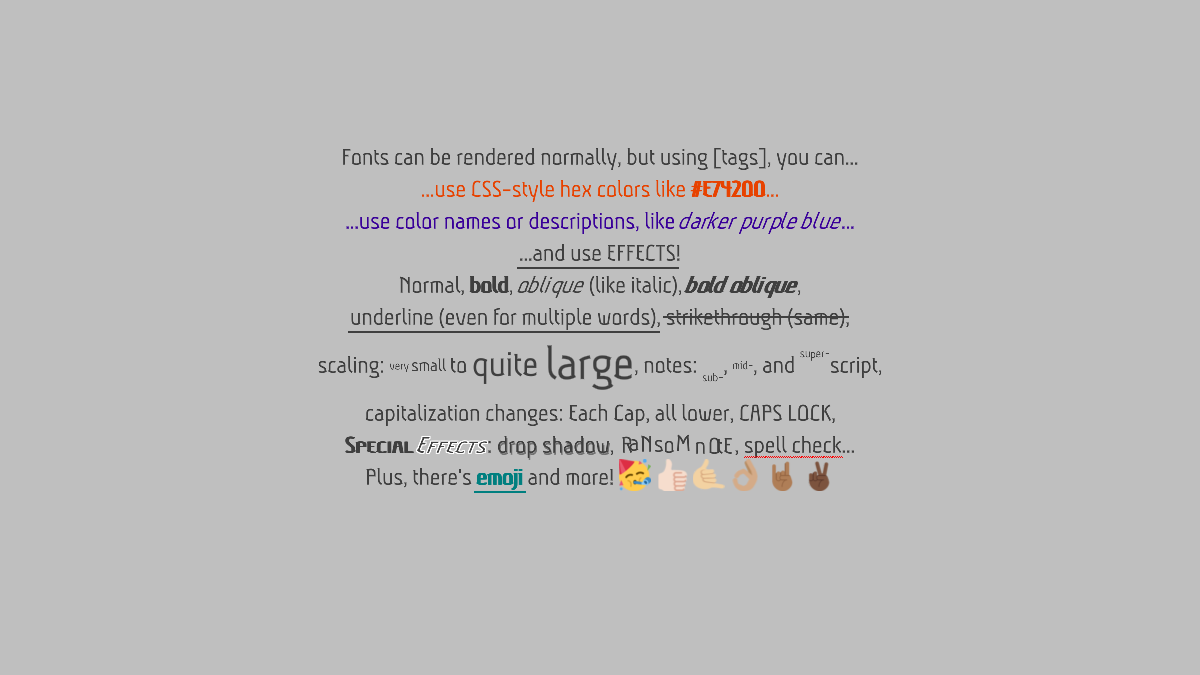 Fonts can be rendered normally, but using [tags], you can...
...use CSS-style hex colors like #E74200...
...use color names or descriptions, like darker purple blue...
...and use EFFECTS!
Normal, bold, oblique (like italic), bold oblique,
underline (even for multiple words), strikethrough (same),
scaling: very small to quite large, notes: sub-, mid-, and super-script,
capitalization changes: Each Cap, all lower, CAPS LOCK,
Special Effects: drop shadow, RaNsoM nOtE, spell check...
Plus, there's emoji and more! 🥳👍🏻🤙🏼👌🏽🤘🏾✌🏿